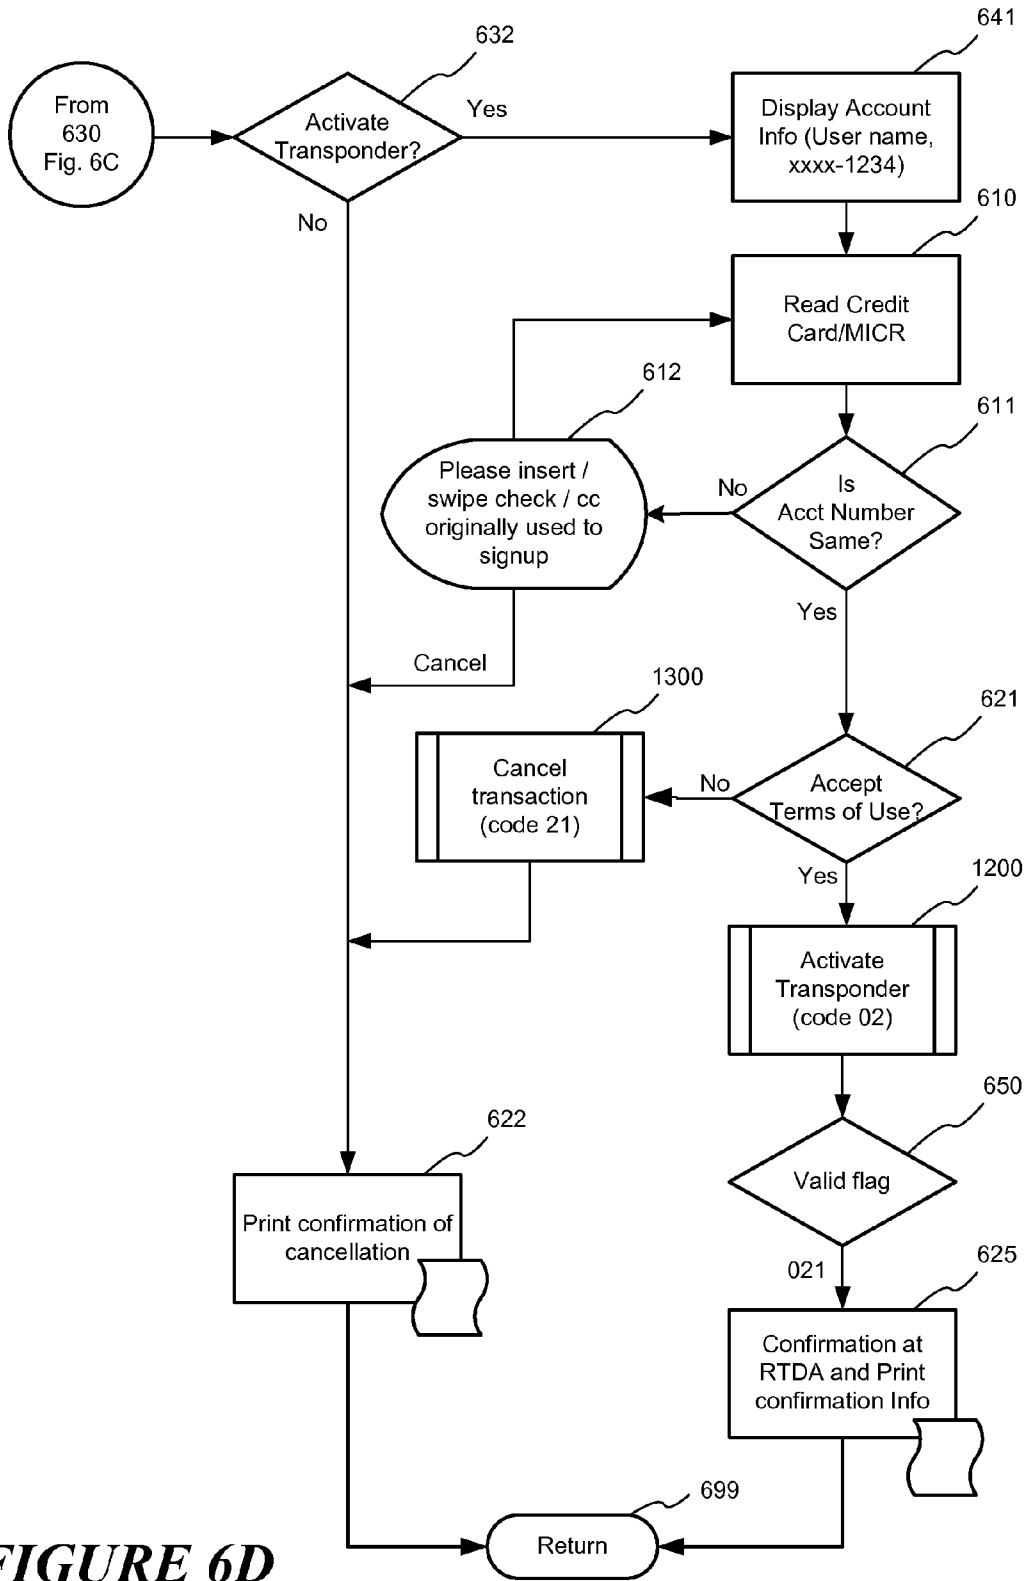 641
632
From
630
Fig. 6C
Activate
Transponder?
Yes
No
Display Account
Info (User name,
xxxx-1234)
610
Read Credit
Card/MICR
612
611
Please insert /
swipe check / cc
originally used to
signup
No
Is
Acct Number
Same?
Yes
Cancel
1300
621
Cancel
transaction
(code 21)
No
Accept
Terms of Use?
Yes
1200
Activate
Transponder
(code 02)
650
622
Valid flag
Print confirmation of
cancellation
021
625
Confirmation at
RTDA and Print
confirmation Info
699
Return
FIGURE 6D